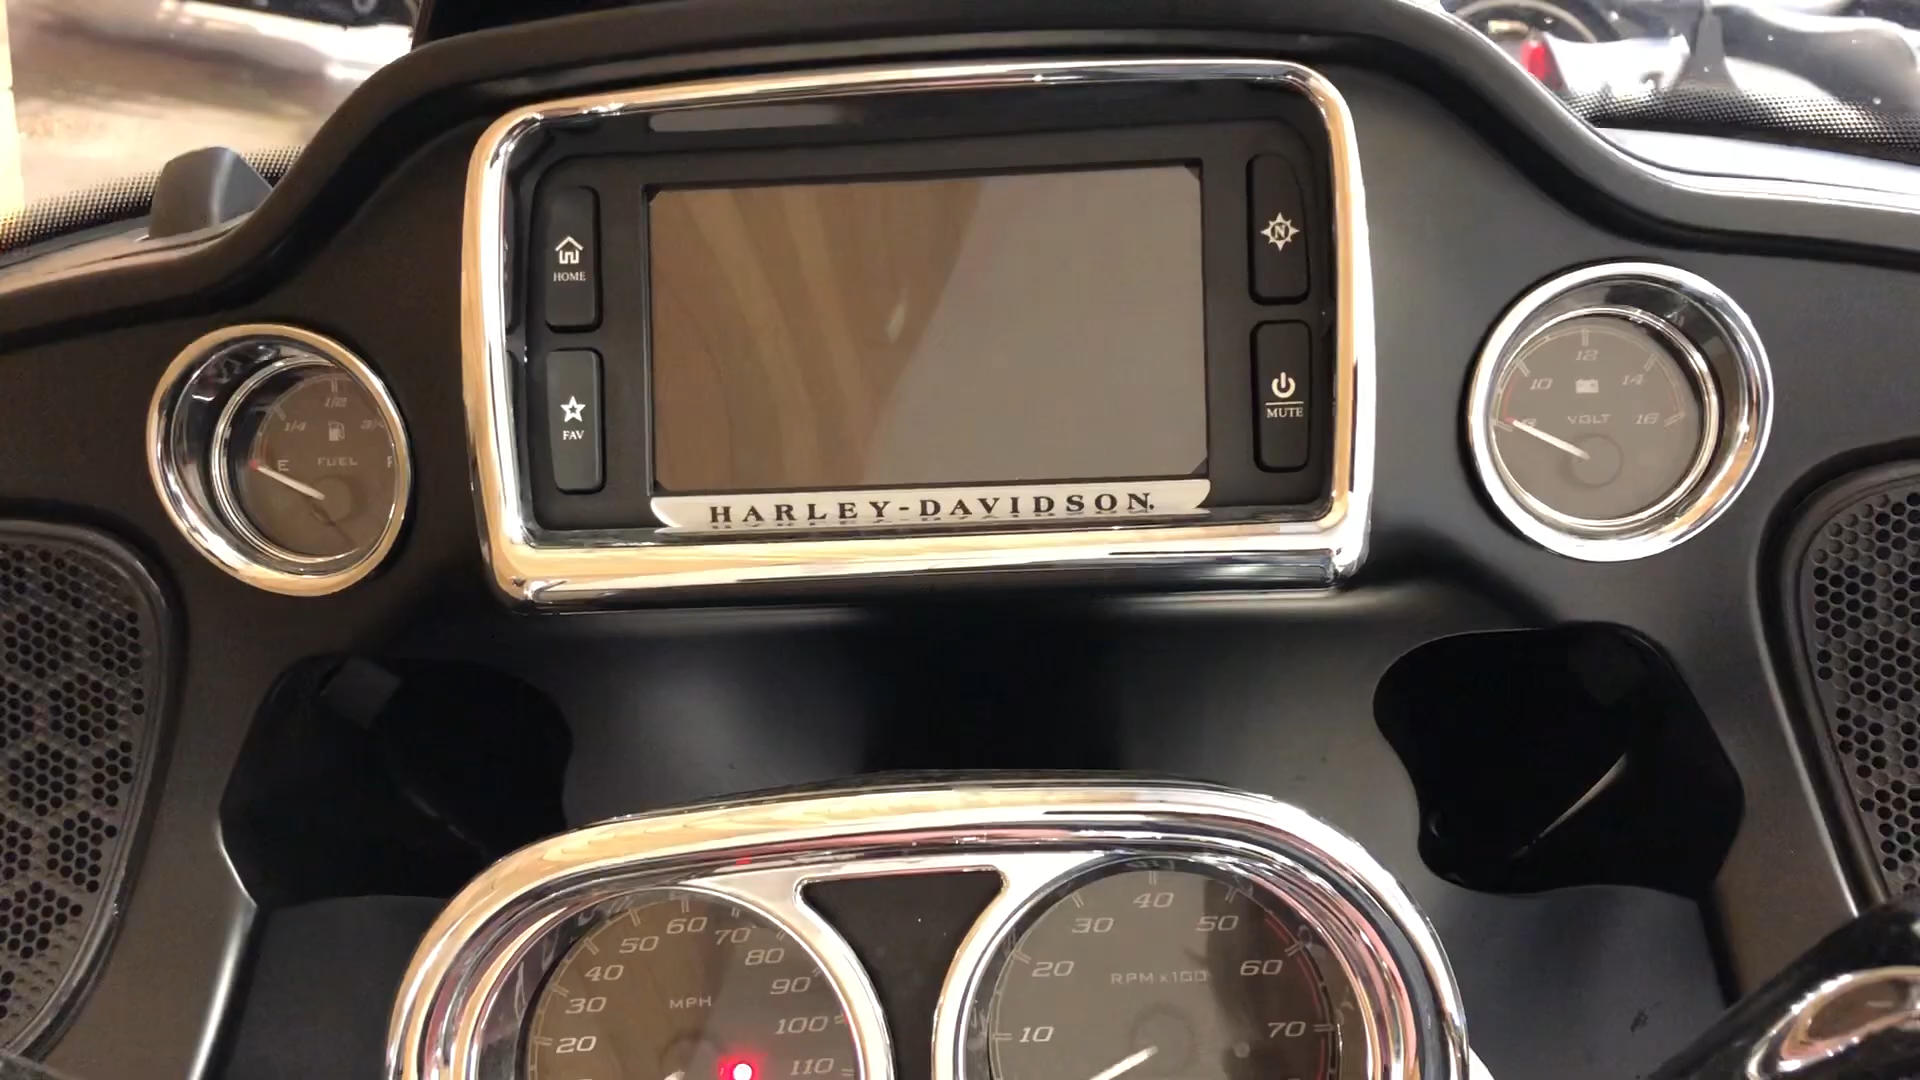 HOME
FAV
N
MUTE
HARLEY-DAVIDSON.
1/4
1/2
3/4
E
F
FUEL
8
10
12
14
16
VOLT
20
30
40
50
60
70
80
90
100
110
MPH
10
20
30
40
50
60
70
RPM x100